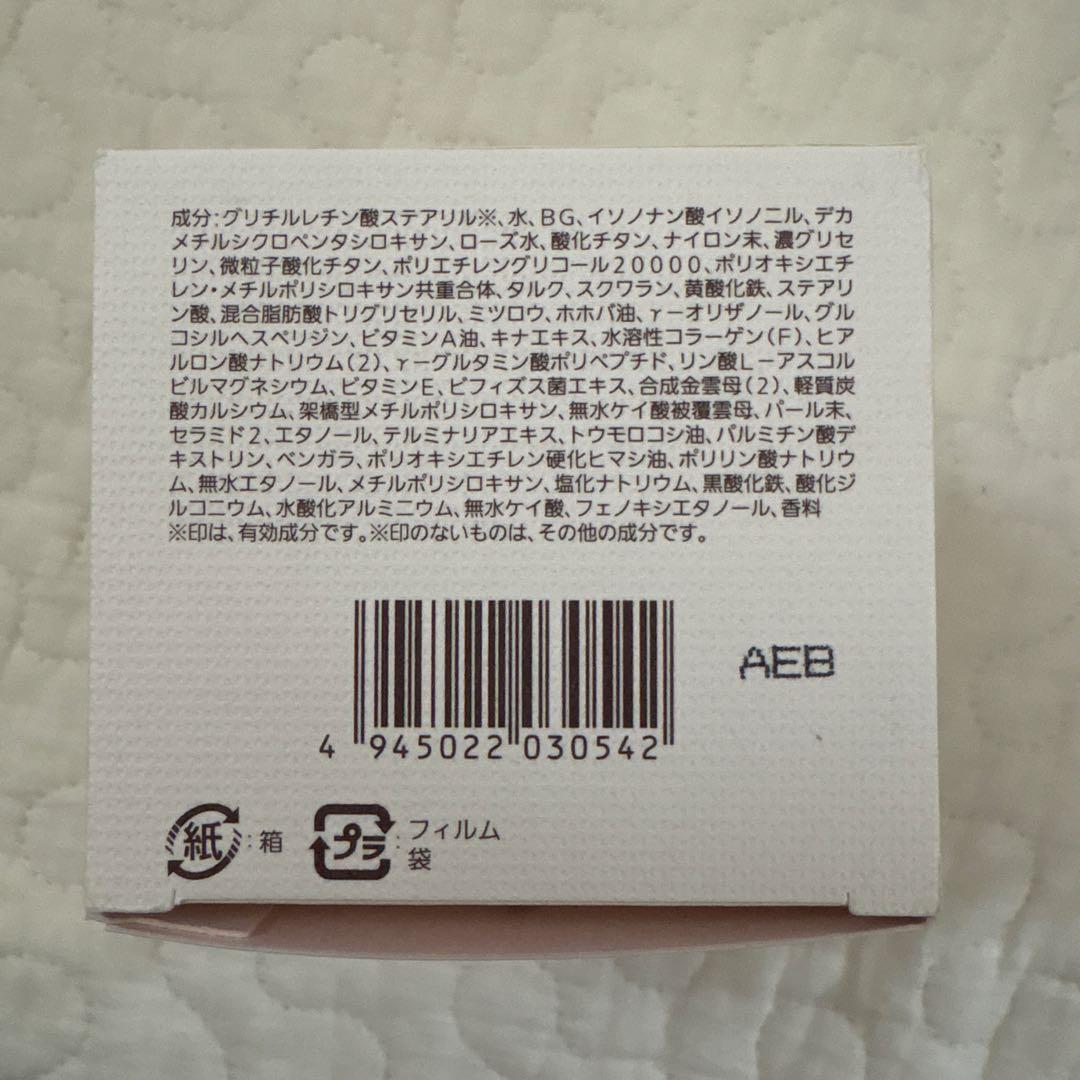 成分:グリチルレチン酸ステアリル※、水、BG、イソノナン酸イソノニル、デカ
メチルシクロペンタシロキサン、ローズ水、酸化チタン、ナイロン末、濃グリセ
リン、微粒子酸化チタン、ポリエチレングリコール20000、ポリオキシエチ
レン・メチルポリシロキサン共重合体、タルク、スクワラン、黄酸化鉄、ステアリ
ン酸、混合脂肪酸トリグリセリル、ミツロウ、ホホバ油、γーオリザノール、グル
コシルヘスペリジン、ビタミンA油、キナエキス、水溶性コラーゲン(F)、ヒア
ルロン酸ナトリウム(2)、γーグルタミン酸ポリペプチド、リン酸Lーアスコル
ビルマグネシウム、ビタミンE、ビフィズス菌エキス、合成金雲母(2)、軽質炭
酸カルシウム、架橋型メチルポリシロキサン、無水ケイ酸被覆雲母、パール末、
セラミド2、エタノール、テルミナリアエキス、トウモロコシ油、パルミチン酸デ
キストリン、ベンガラ、ポリオキシエチレン硬化ヒマシ油、ポリリン酸ナトリウ
ム、無水エタノール、メチルポリシロキサン、塩化ナトリウム、黒酸化鉄、酸化ジ
ルコニウム、水酸化アルミニウム、無水ケイ酸、フェノキシエタノール、香料
※印は、有効成分です。※印のないものは、その他の成分です。
AEB
4 945022 030542
紙:箱
プラ:フィルム
袋